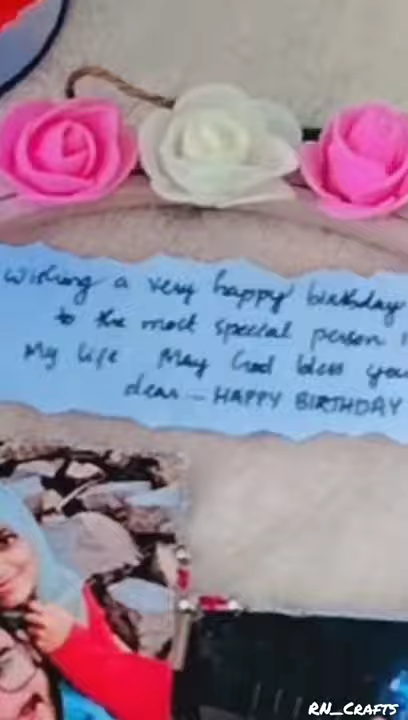 wishing a very happy birthday
to the most special person
My life May God bless you
dear - HAPPY BIRTHDAY
RN_CRAFTS